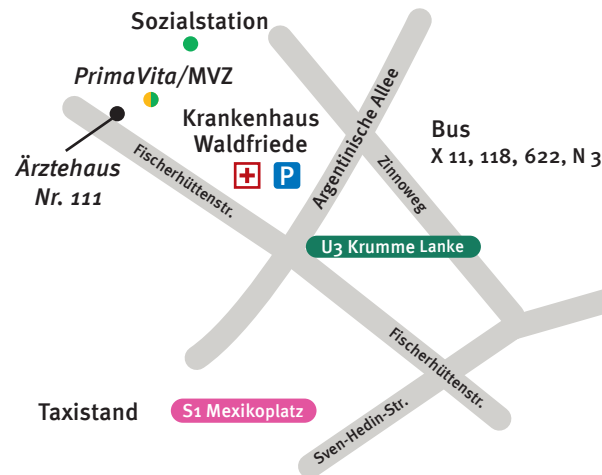 Sozialstation
PrimaVita/MVZ
Krankenhaus
Waldfriede
P
Ärztehaus
Nr. 111
Fischerhüttenstr.
Argentinische Allee
Zinnoweg
Bus
X 11, 118, 622, N 3
U3 Krumme Lanke
Fischerhüttenstr.
Taxistand
S1 Mexikoplatz
Sven-Hedin-Str.